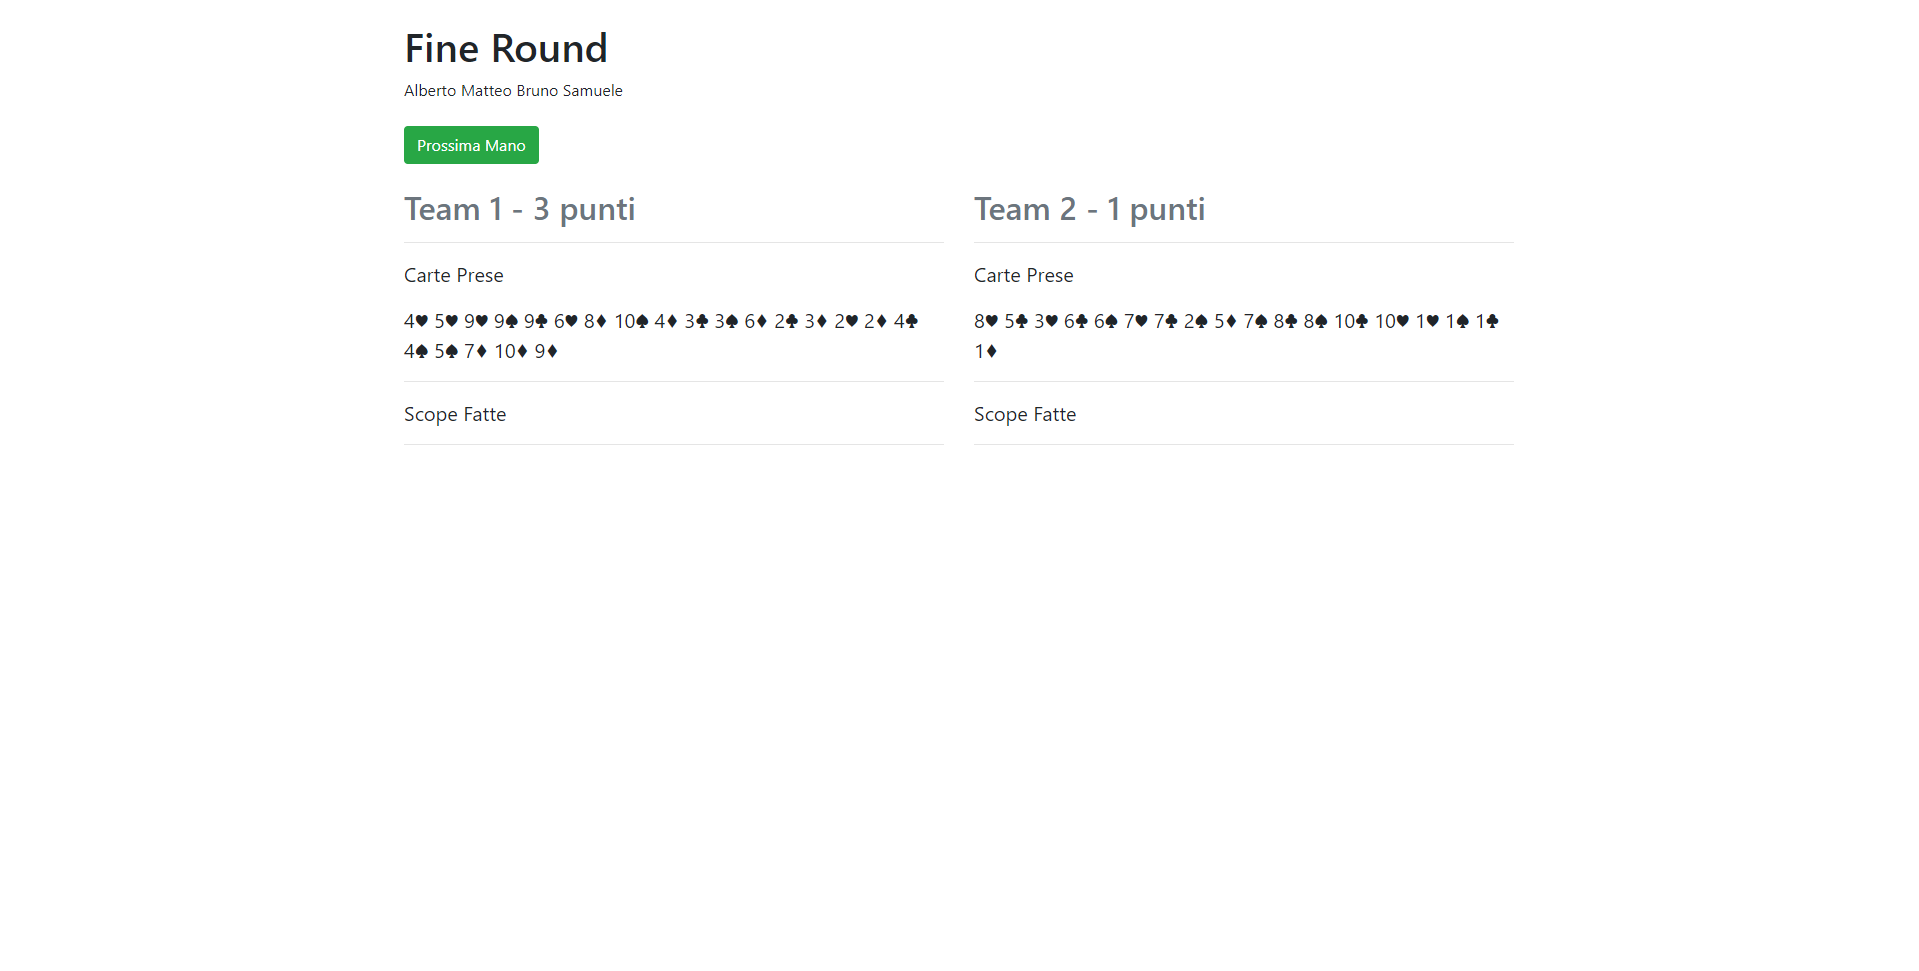 Fine Round
Alberto Matteo Bruno Samuele
Prossima Mano
Team 1 - 3 punti
Carte Prese
4♥ 5♥ 9♥ 9♠ 9♣ 6♥ 8♦ 10♠ 4♦ 3♣ 3♠ 6♦ 2♣ 3♦ 2♥ 2♦ 4♣
4♠ 5♠ 7♦ 10♦ 9♦
Scope Fatte
Team 2 - 1 punti
Carte Prese
8♥ 5♣ 3♥ 6♣ 6♠ 7♥ 7♣ 2♠ 5♦ 7♠ 8♣ 8♠ 10♣ 10♥ 1♥ 1♠ 1♣
1♦
Scope Fatte